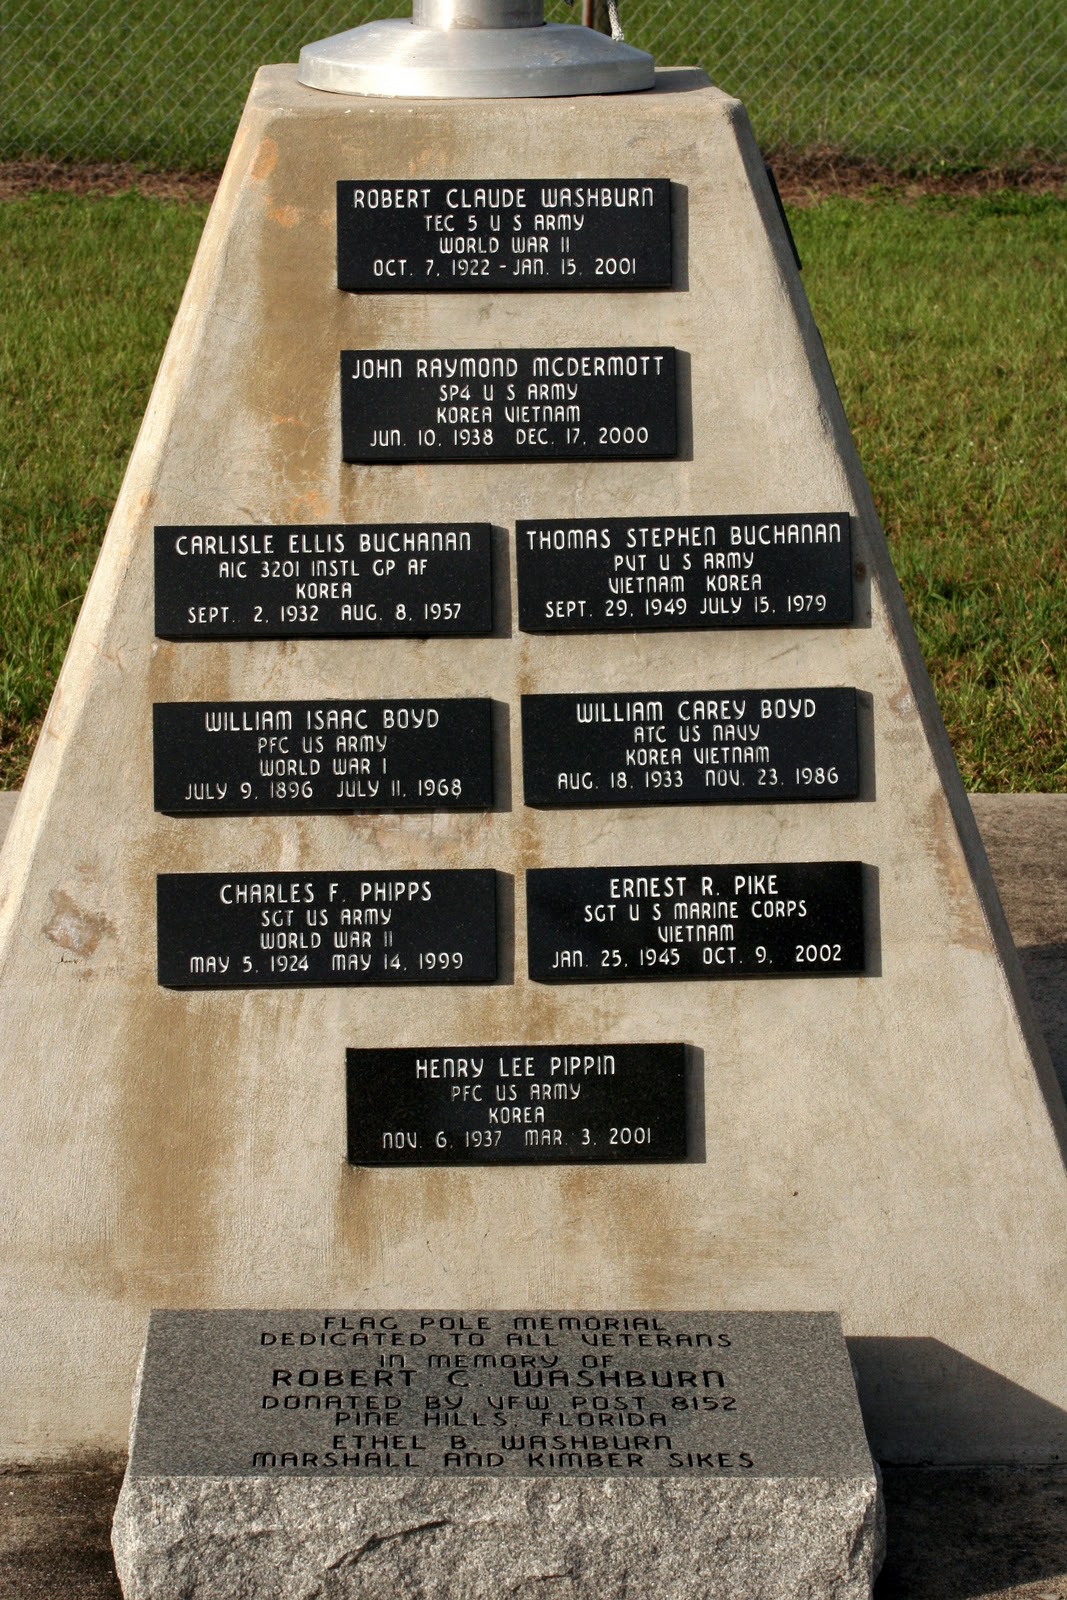 ROBERT CLAUDE WASHBURN
TEC 5 U S ARMY
WORLD WAR II
OCT. 7, 1922 - JAN. 15, 2001
JOHN RAYMOND MCDERMOTT
SP4 U S ARMY
KOREA VIETNAM
JUN. 10, 1938 DEC. 17, 2000
CARLISLE ELLIS BUCHANAN
A1C 3201 INSTL GP AF
KOREA
SEPT. 2, 1932 AUG. 8, 1957
THOMAS STEPHEN BUCHANAN
PVT U S ARMY
VIETNAM KOREA
SEPT. 29, 1949 JULY 15, 1979
WILLIAM ISAAC BOYD
PFC US ARMY
WORLD WAR I
JULY 9, 1896 JULY 11, 1968
WILLIAM CAREY BOYD
ATC US NAVY
KOREA VIETNAM
AUG. 18, 1933 NOV. 23, 1986
CHARLES F. PHIPPS
SGT US ARMY
WORLD WAR II
MAY 5, 1924 MAY 14, 1999
ERNEST R. PIKE
SGT U S MARINE CORPS
VIETNAM
JAN. 25, 1945 OCT. 9, 2002
HENRY LEE PIPPIN
PFC US ARMY
KOREA
NOV. 6, 1937 MAR. 3, 2001
FLAG POLE MEMORIAL
DEDICATED TO ALL VETERANS
IN MEMORY OF
ROBERT C. WASHBURN
DONATED BY VFW POST 8152
PINE HILLS, FLORIDA
ETHEL B. WASHBURN
MARSHALL AND KIMBER SIKES